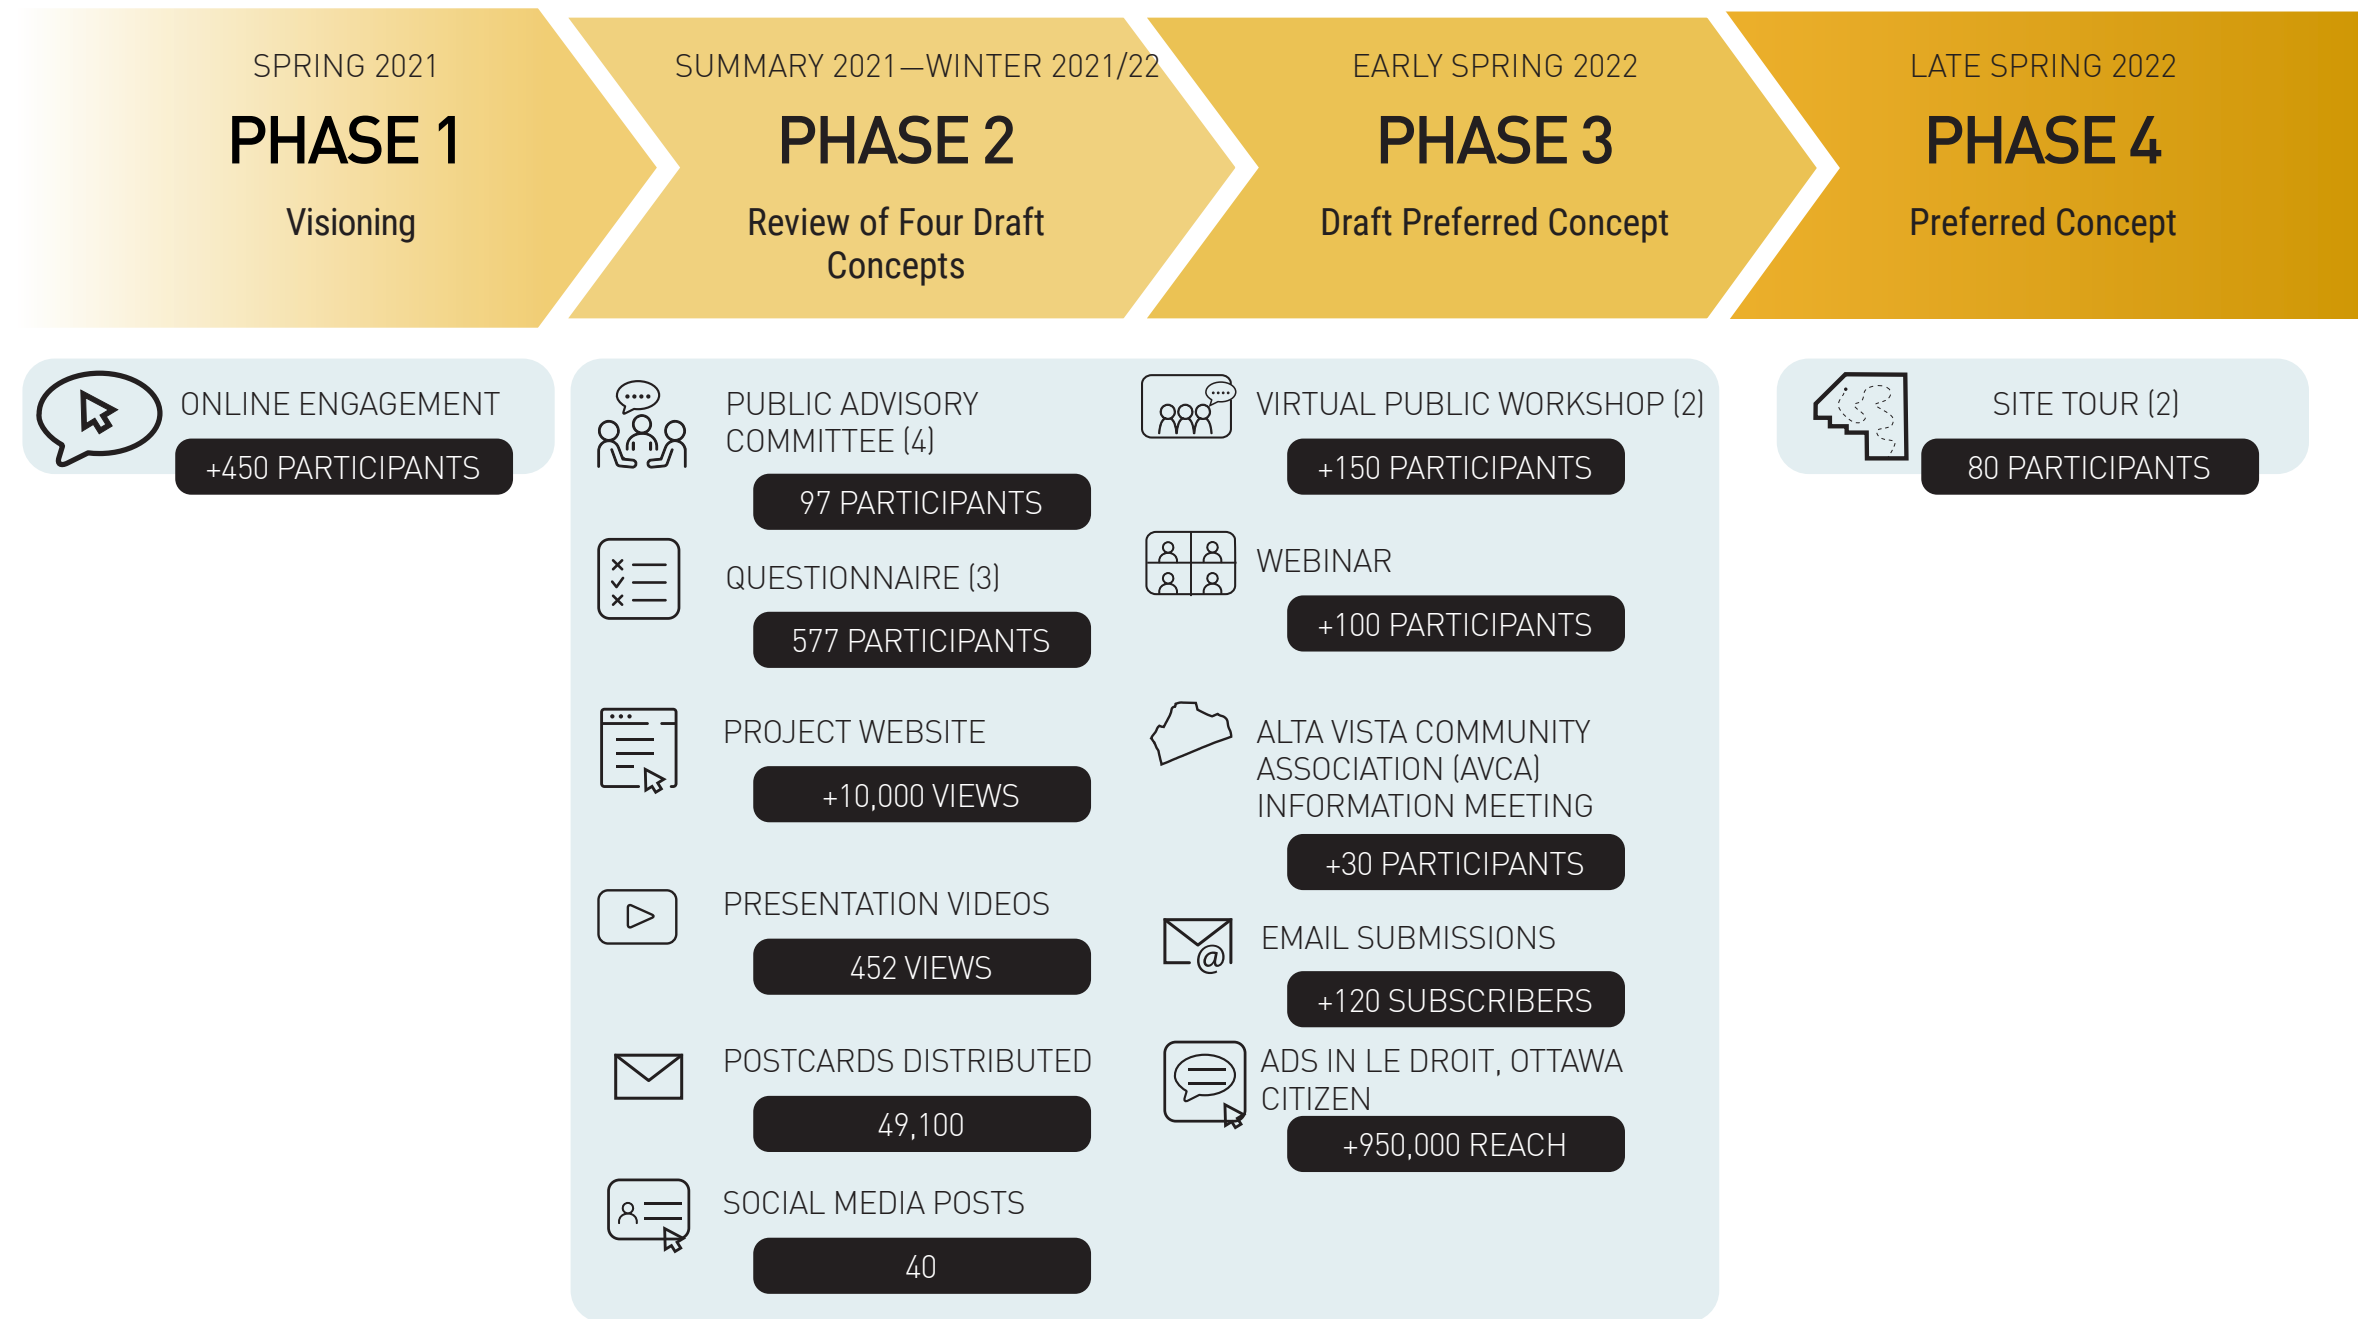 SPRING 2021
PHASE 1
Visioning
SUMMARY 2021—WINTER 2021/22
PHASE 2
Review of Four Draft
Concepts
EARLY SPRING 2022
PHASE 3
Draft Preferred Concept
LATE SPRING 2022
PHASE 4
Preferred Concept
ONLINE ENGAGEMENT
+450 PARTICIPANTS
PUBLIC ADVISORY
COMMITTEE (4)
97 PARTICIPANTS
QUESTIONNAIRE (3)
577 PARTICIPANTS
PROJECT WEBSITE
+10,000 VIEWS
PRESENTATION VIDEOS
452 VIEWS
POSTCARDS DISTRIBUTED
49,100
SOCIAL MEDIA POSTS
40
VIRTUAL PUBLIC WORKSHOP (2)
+150 PARTICIPANTS
WEBINAR
+100 PARTICIPANTS
ALTA VISTA COMMUNITY
ASSOCIATION (AVCA)
INFORMATION MEETING
+30 PARTICIPANTS
EMAIL SUBMISSIONS
+120 SUBSCRIBERS
ADS IN LE DROIT, OTTAWA
CITIZEN
+950,000 REACH
SITE TOUR (2)
80 PARTICIPANTS